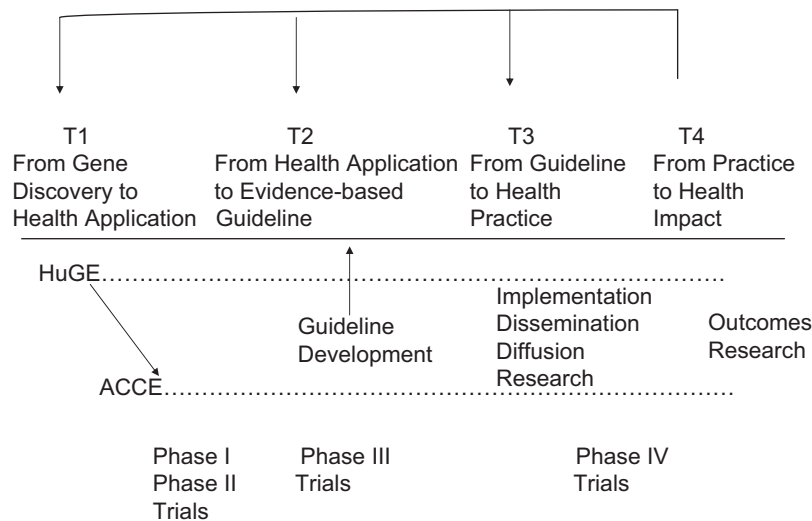 T1
From Gene
Discovery to
Health Application
T2
From Health Application
to Evidence-based
Guideline
T3
From Guideline
to Health
Practice
T4
From Practice
to Health
Impact
HuGE
Guideline
Development
Implementation
Dissemination
Diffusion
Research
Outcomes
Research
ACCE
Phase I
Phase II
Trials
Phase III
Trials
Phase IV
Trials